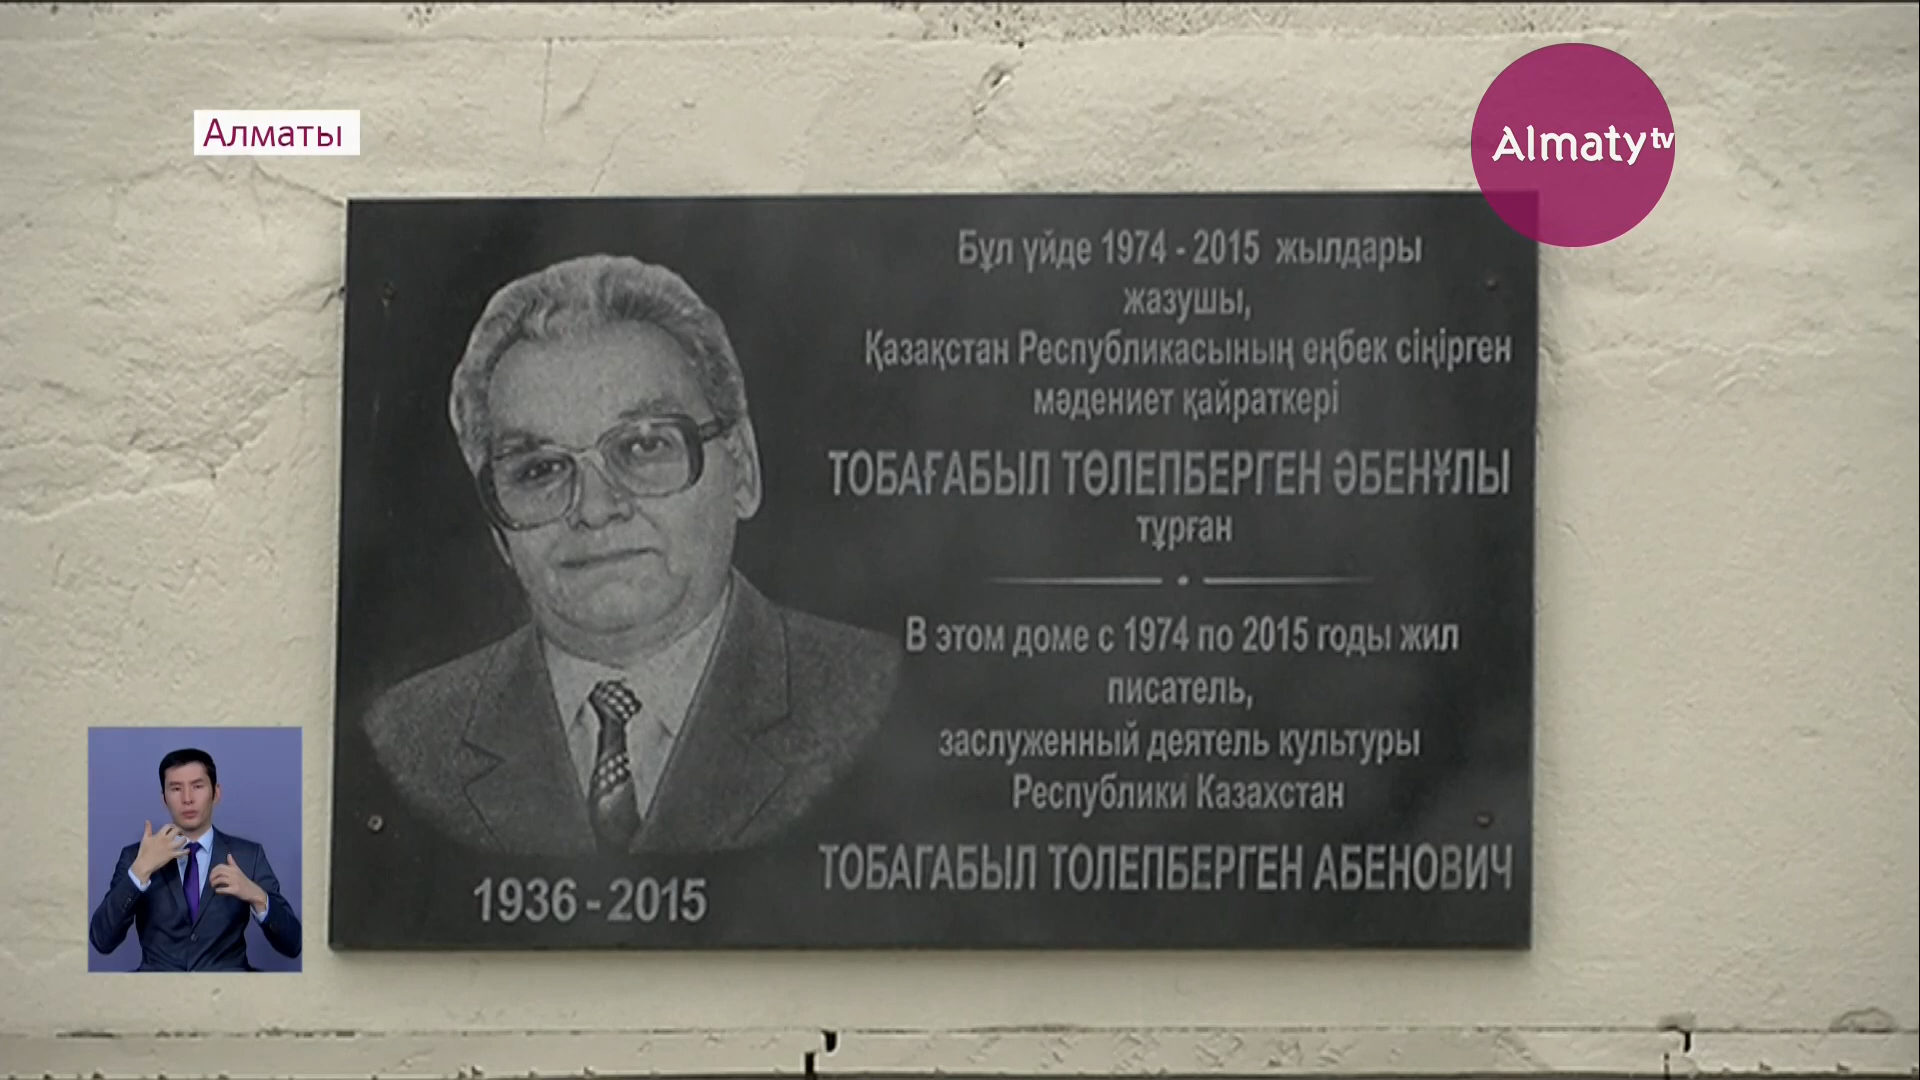 Алматы
Almaty tv
Бұл үйде 1974 - 2015 жылдары
жазушы,
Қазақстан Республикасының еңбек сіңірген
мәдениет қайраткері
ТОБАҒАБЫЛ ТӨЛЕПБЕРГЕН ӘБЕНҰЛЫ
тұрған
В этом доме с 1974 по 2015 годы жил
писатель,
заслуженный деятель культуры
Республики Казахстан
ТОБАГАБЫЛ ТОЛЕПБЕРГЕН АБЕНОВИЧ
1936 - 2015